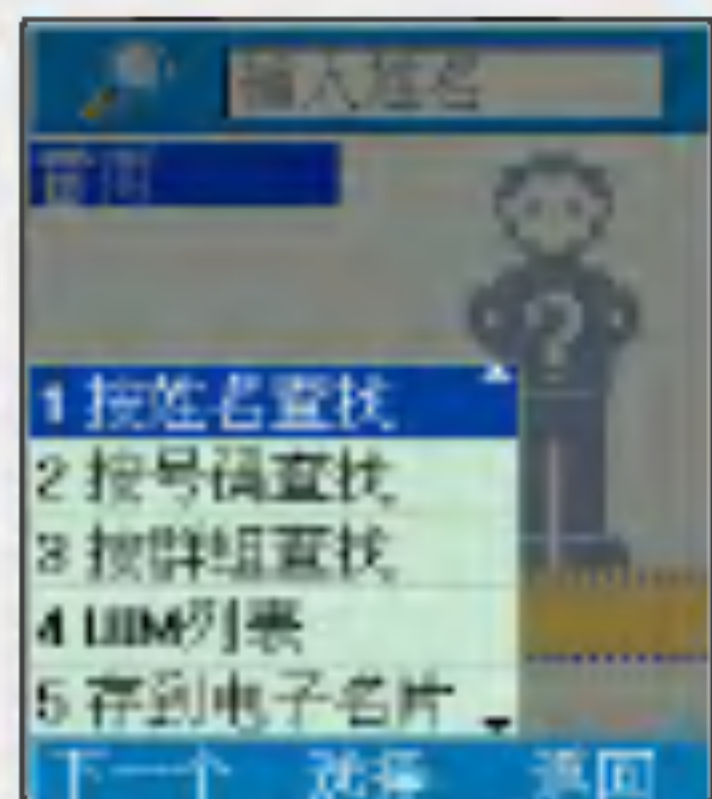 输入姓名
1 按姓名查找
2 按号码查找
3 按群组查找
4 UIM列表
5 存到电子名片
下一个 选择 返回